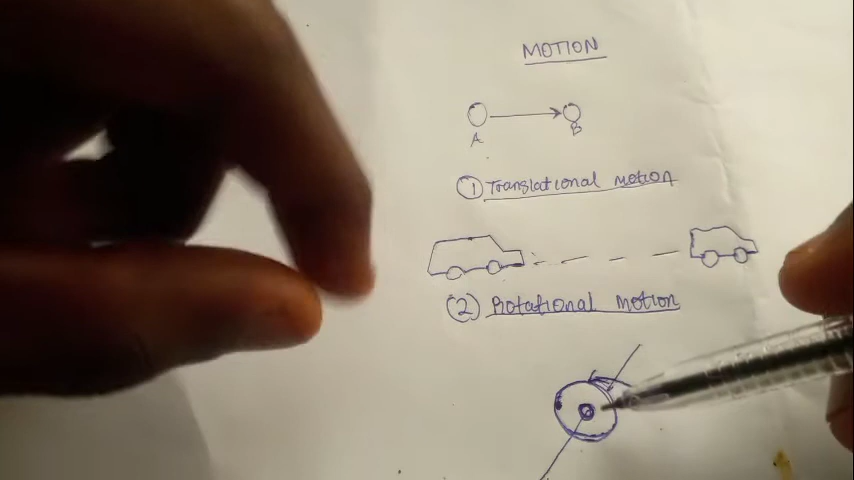 MOTION
A B
① Translational motion
② Rotational motion